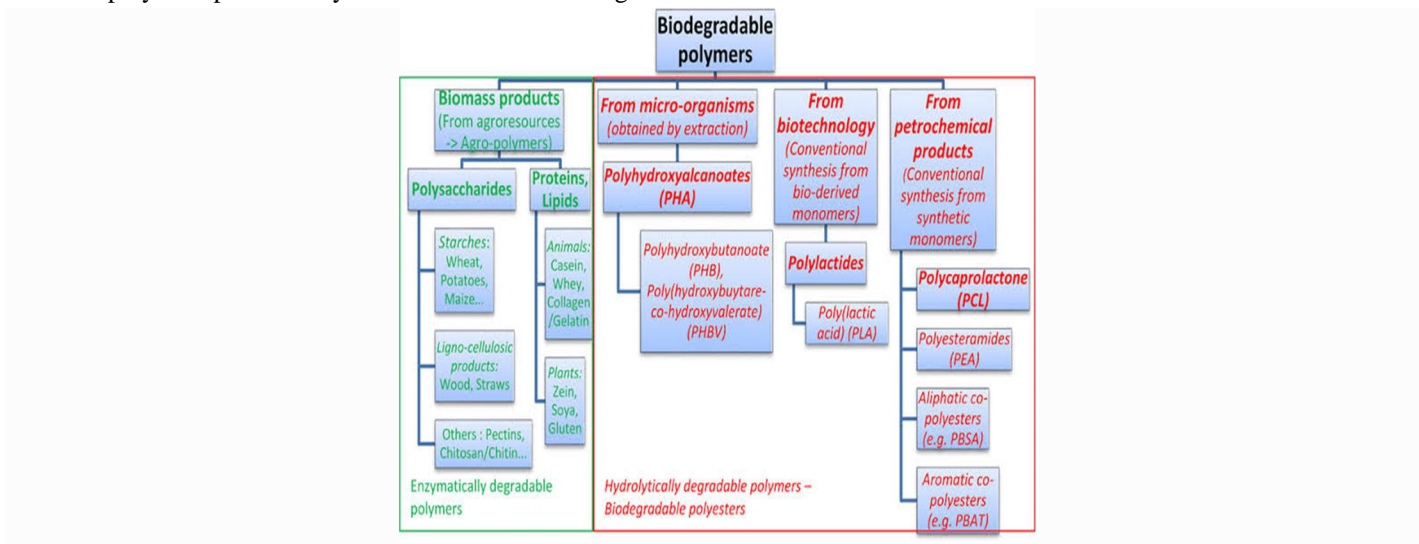 Biodegradable
polymers
Biomass products
(From agroresources
-> Agro-polymers)
Polysaccharides
Starches:
Wheat,
Potatoes,
Maize...
Ligno-cellulosic
products:
Wood, Straws
Others : Pectins,
Chitosan/Chitin...
Proteins,
Lipids
Animals:
Casein,
Whey,
Collagen
/Gelatin
Plants:
Zein,
Soya,
Gluten
Enzymatically degradable
polymers
From micro-organisms
(obtained by extraction)
Polyhydroxyalcanoates
(PHA)
Polyhydroxybutanoate
(PHB),
Poly(hydroxybuytare-
co-hydroxyvalerate)
(PHBV)
From
biotechnology
(Conventional
synthesis from
bio-derived
monomers)
Polylactides
Poly(lactic
acid) (PLA)
From
petrochemical
products
(Conventional
synthesis from
synthetic
monomers)
Polycaprolactone
(PCL)
Polyesteramides
(PEA)
Aliphatic co-
polyesters
(e.g. PBSA)
Aromatic co-
polyesters
(e.g. PBAT)
Hydrolytically degradable polymers –
Biodegradable polyesters